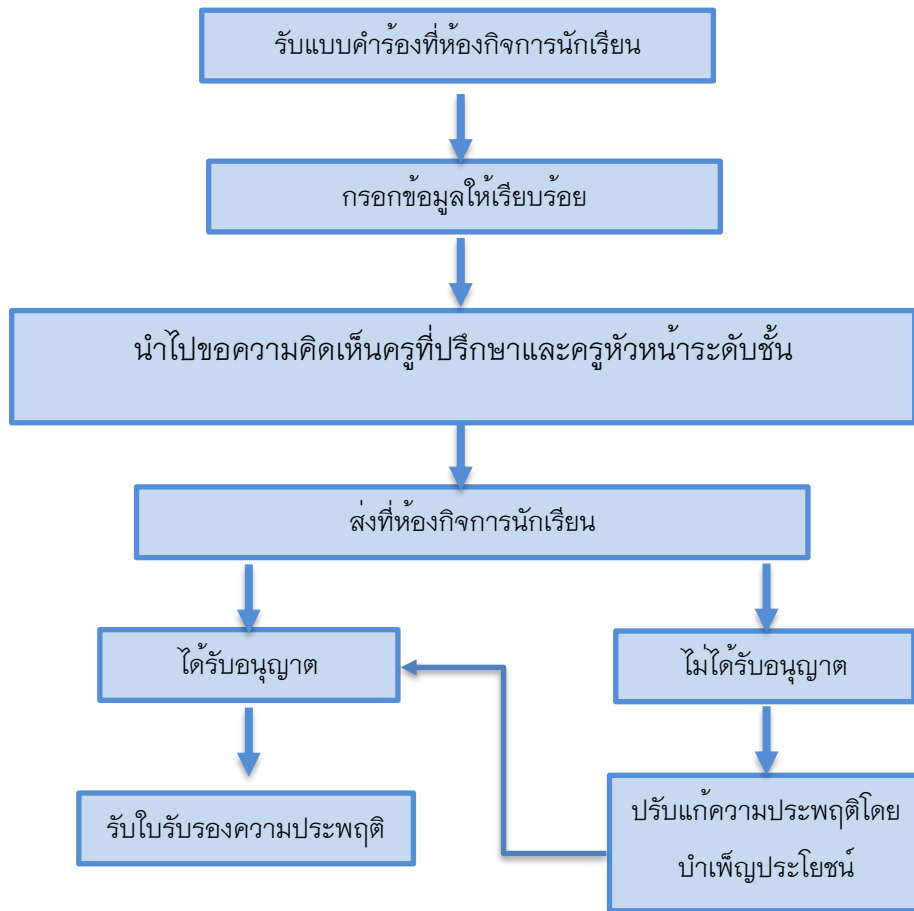 รับแบบคำร้องที่ห้องกิจการนักเรียน
กรอกข้อมูลให้เรียบร้อย
นำไปขอความคิดเห็นครูที่ปรึกษาและครูหัวหน้าระดับชั้น
ส่งที่ห้องกิจการนักเรียน
ได้รับอนุญาต
ไม่ได้รับอนุญาต
รับใบรับรองความประพฤติ
ปรับแก้ความประพฤติโดย
บำเพ็ญประโยชน์